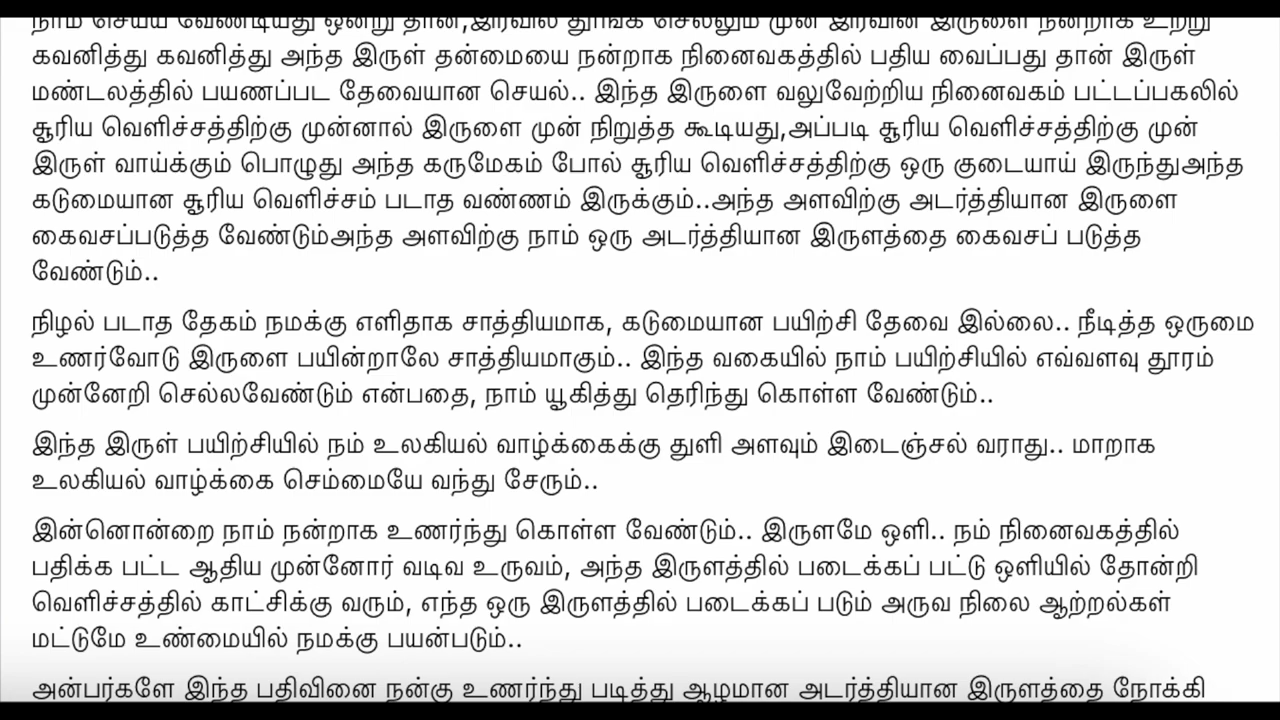 நாம் செய்ய வேண்டியது ஒன்று தான்,இரவில் தூங்க செல்லும் முன் இரவின் இருளை நன்றாக உற்று
கவனித்து கவனித்து அந்த இருள் தன்மையை நன்றாக நினைவகத்தில் பதிய வைப்பது தான் இருள்
மண்டலத்தில் பயணப்பட தேவையான செயல்.. இந்த இருளை வலுவேற்றிய நினைவகம் பட்டப்பகலில்
சூரிய வெளிச்சத்திற்கு முன்னால் இருளை முன் நிறுத்த கூடியது,அப்படி சூரிய வெளிச்சத்திற்கு முன்
இருள் வாய்க்கும் பொழுது அந்த கருமேகம் போல் சூரிய வெளிச்சத்திற்கு ஒரு குடையாய் இருந்துஅந்த
கடுமையான சூரிய வெளிச்சம் படாத வண்ணம் இருக்கும்..அந்த அளவிற்கு அடர்த்தியான இருளை
கைவசப்படுத்த வேண்டும்அந்த அளவிற்கு நாம் ஒரு அடர்த்தியான இருளத்தை கைவசப் படுத்த
வேண்டும்..
நிழல் படாத தேகம் நமக்கு எளிதாக சாத்தியமாக, கடுமையான பயிற்சி தேவை இல்லை.. நீடித்த ஒருமை
உணர்வோடு இருளை பயின்றாலே சாத்தியமாகும்.. இந்த வகையில் நாம் பயிற்சியில் எவ்வளவு தூரம்
முன்னேறி செல்லவேண்டும் என்பதை, நாம் யூகித்து தெரிந்து கொள்ள வேண்டும்..
இந்த இருள் பயிற்சியில் நம் உலகியல் வாழ்க்கைக்கு துளி அளவும் இடைஞ்சல் வராது.. மாறாக
உலகியல் வாழ்க்கை செம்மையே வந்து சேரும்..
இன்னொன்றை நாம் நன்றாக உணர்ந்து கொள்ள வேண்டும்.. இருளமே ஒளி.. நம் நினைவகத்தில்
பதிக்க பட்ட ஆதிய முன்னோர் வடிவ உருவம், அந்த இருளத்தில் படைக்கப் பட்டு ஒளியில் தோன்றி
வெளிச்சத்தில் காட்சிக்கு வரும், எந்த ஒரு இருளத்தில் படைக்கப் படும் அருவ நிலை ஆற்றல்கள்
மட்டுமே உண்மையில் நமக்கு பயன்படும்..
அன்பர்களே இந்த பதிவினை நன்கு உணர்ந்து படித்து ஆழமான அடர்த்தியான இருளத்தை நோக்கி